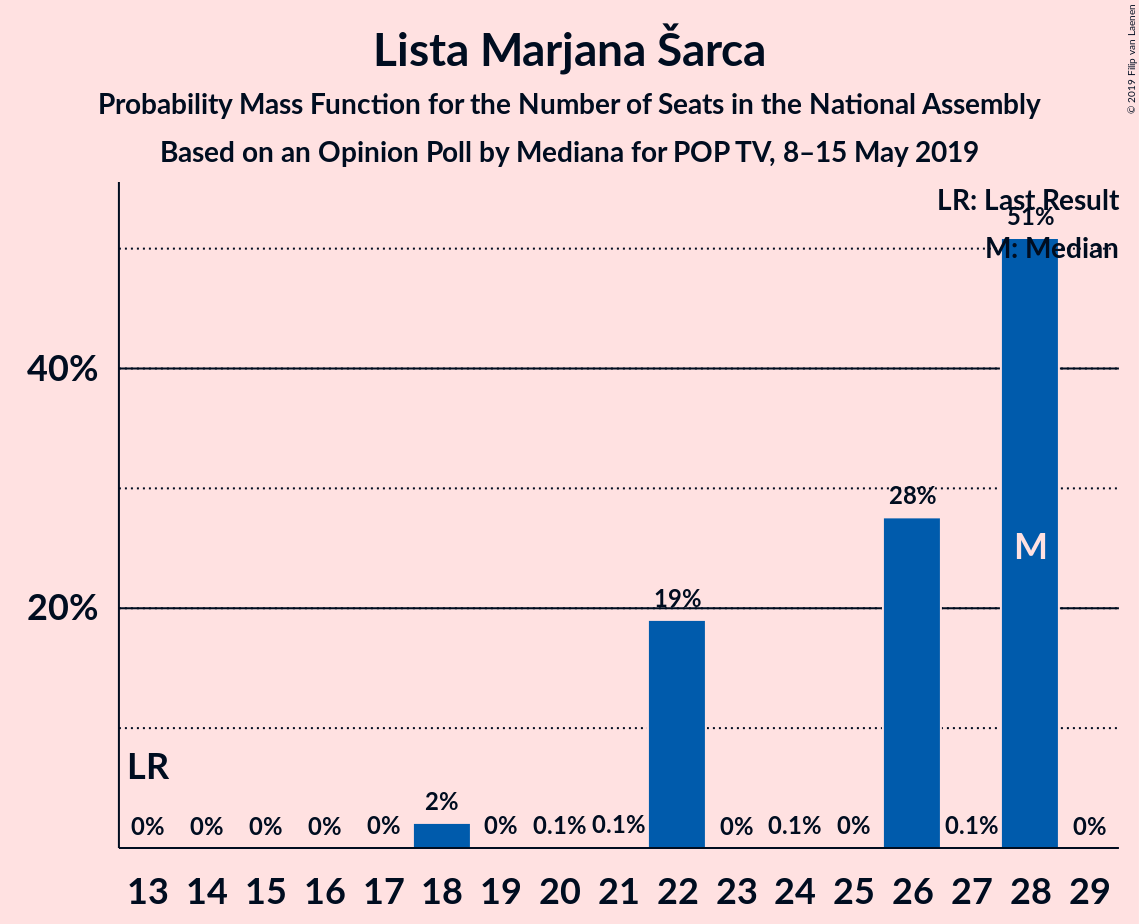 Lista Marjana Šarca
Probability Mass Function for the Number of Seats in the National Assembly
Based on an Opinion Poll by Mediana for POP TV, 8–15 May 2019
© 2019 Filip van Laenen
LR: Last Result
M: Median
51%
40%
28%
M
20%
19%
LR
2%
0% 0% 0% 0% 0% 0% 0.1% 0.1% 0% 0.1% 0% 0.1% 0%
13 14 15 16 17 18 19 20 21 22 23 24 25 26 27 28 29